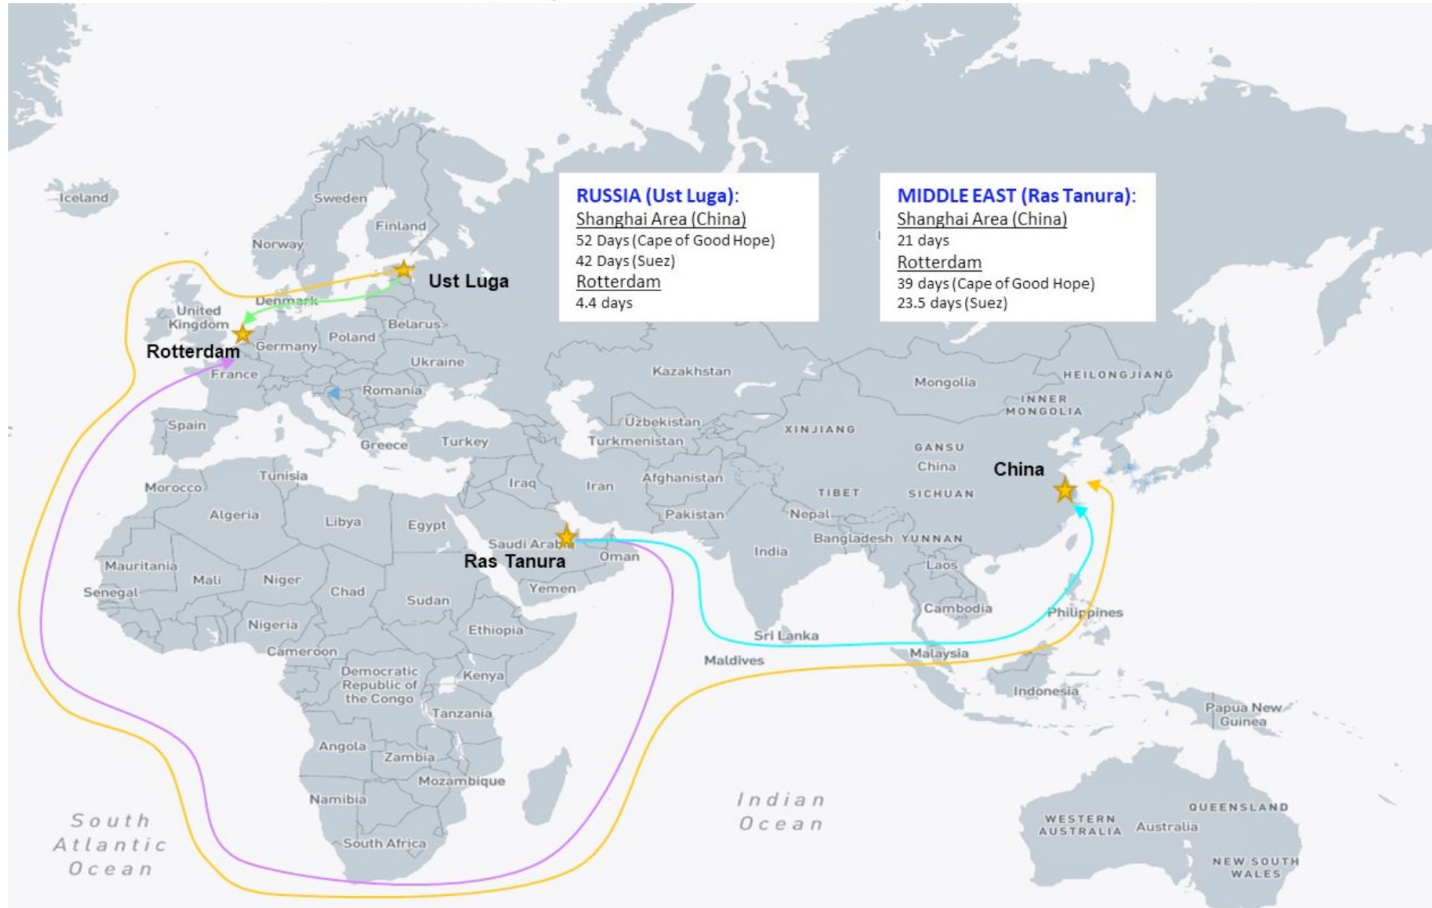 RUSSIA (Ust Luga):
Shanghai Area (China)
52 Days (Cape of Good Hope)
42 Days (Suez)
Rotterdam
4.4 days
MIDDLE EAST (Ras Tanura):
Shanghai Area (China)
21 days
Rotterdam
39 days (Cape of Good Hope)
23.5 days (Suez)
Iceland
Sweden
Finland
Norway
Ust Luga
Denmark
United
Kingdom
Rotterdam
Germany
Poland
Belarus
Ukraine
France
Romania
Spain
Greece
Turkey
Kazakhstan
Mongolia
HEILONGJIANG
INNER
MONGOLIA
Uzbekistan
Turkmenistan
XINJIANG
GANSU
China
China
TIBET
SICHUAN
Morocco
Tunisia
Iraq
Iran
Afghanistan
Algeria
Libya
Egypt
Pakistan
Nepal
Bangladesh
YUNNAN
Saudi Arab
Ras Tanura
Oman
India
Laos
Mauritania
Mali
Niger
Chad
Sudan
Yemen
Senegal
Cambodia
Philippines
Nigeria
Ethiopia
Sri Lanka
Cameroon
Maldives
Malaysia
Democratic
Republic of
the Congo
Kenya
Indonesia
Tanzania
Papua New
Guinea
Angola
Zambia
Mozambique
Namibia
South Africa
South
Atlantic
Ocean
Indian
Ocean
QUEENSLAND
WESTERN
AUSTRALIA
Australia
NEW SOUTH
WALES